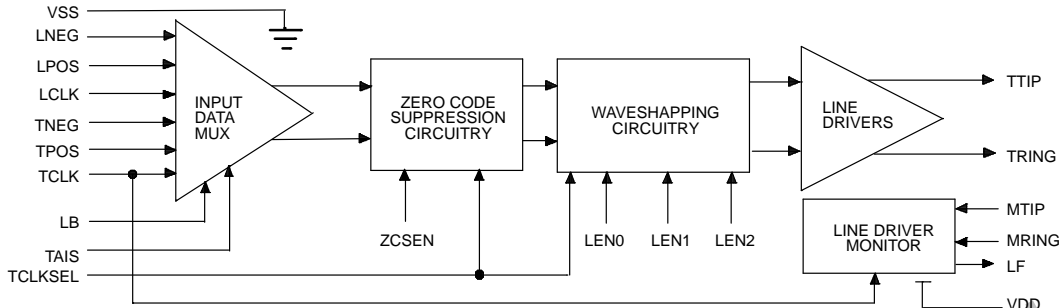 VSS
LNEG
LPOS
LCLK
TNEG
TPOS
TCLK
LB
TAIS
TCLKSEL
INPUT
DATA
MUX
ZERO CODE
SUPPRESSION
CIRCUITRY
ZCSEN
WAVESHAPPING
CIRCUITRY
LEN0
LEN1
LEN2
LINE
DRIVERS
TTIP
TRING
LINE DRIVER
MONITOR
MTIP
MRING
LF
VDD